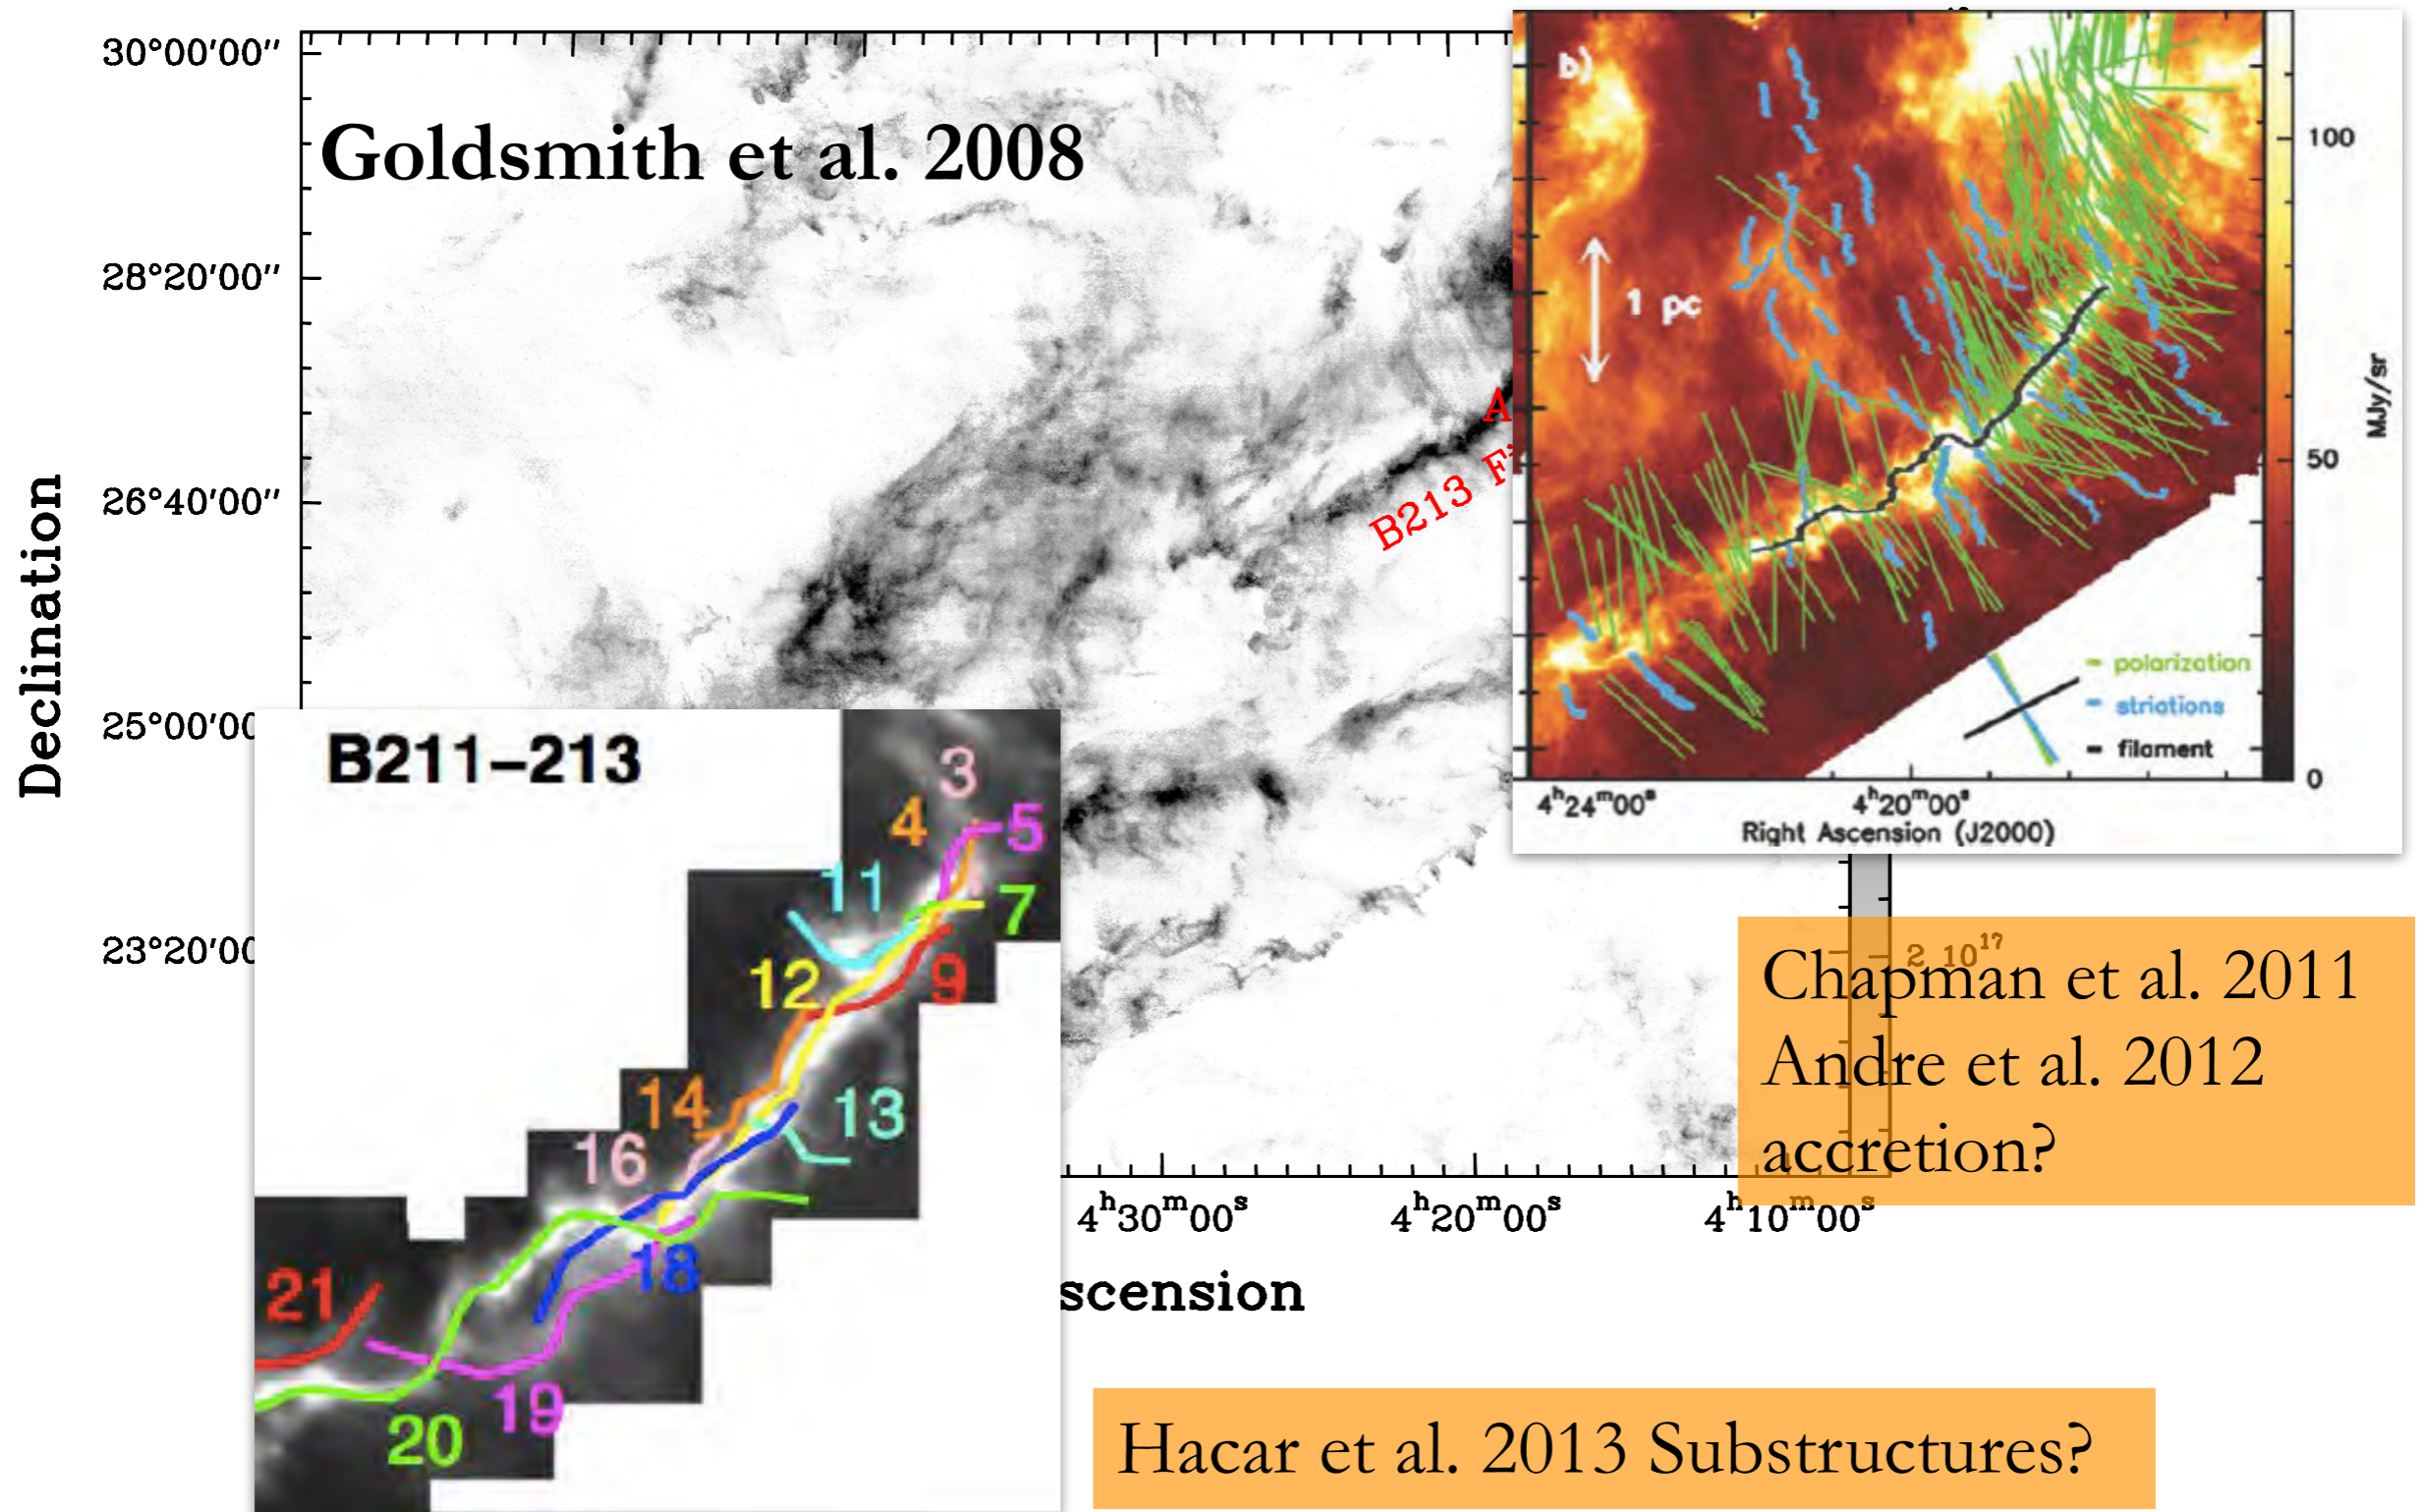 30°00'00"
Goldsmith et al. 2008
28°20'00"
26°40'00"
25°00'00
23°20'00
Declination
A
B213 Fi
b)
1 pc
100
50
0
MJy/sr
polarization
striations
filament
4ʰ24ᵐ00ˢ
4ʰ20ᵐ00ˢ
Right Ascension (J2000)
B211–213
3
4
5
11
7
12
9
14
13
16
18
21
19
20
2 10¹⁷
Chapman et al. 2011
Andre et al. 2012
accretion?
4ʰ30ᵐ00ˢ
4ʰ20ᵐ00ˢ
4ʰ10ᵐ00ˢ
scension
Hacar et al. 2013 Substructures?